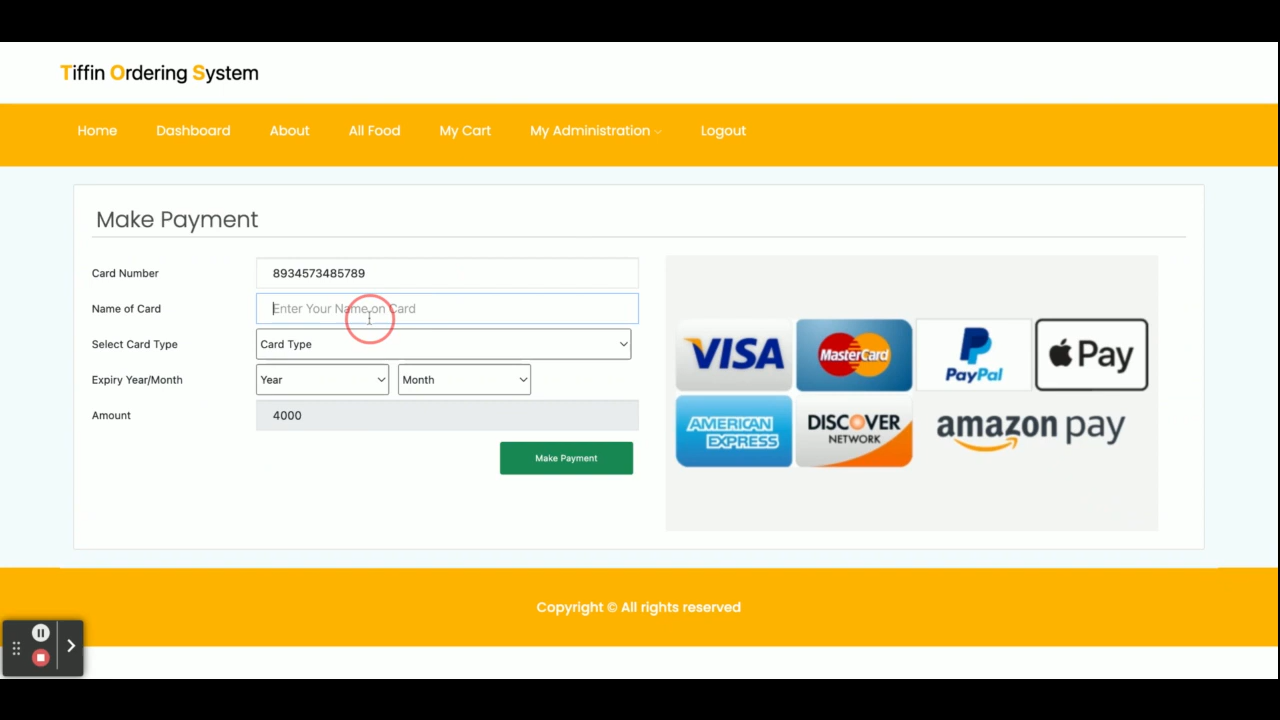 Tiffin Ordering System
Home Dashboard About All Food My Cart My Administration Logout
Make Payment
Card Number 8934573485789
Name of Card Enter Your Name on Card
Select Card Type Card Type
Expiry Year/Month Year Month
Amount 4000
Make Payment
VISA MasterCard PayPal Pay
AMERICAN EXPRESS DISCOVER NETWORK amazon pay
Copyright © All rights reserved